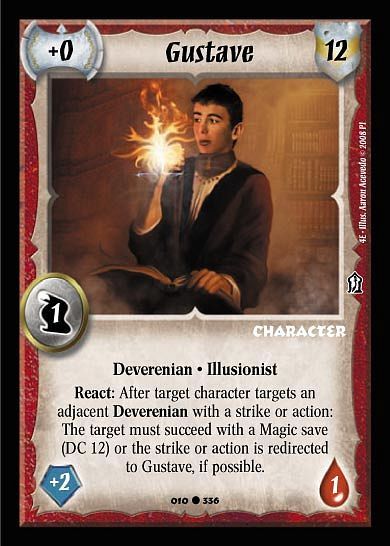 +0
Gustave
12
4E • Illus. Aaron Acevedo © 2008 P1
1
CHARACTER
Deverenian • Illusionist
React: After target character targets an
adjacent Deverenian with a strike or action:
The target must succeed with a Magic save
(DC 12) or the strike or action is redirected
to Gustave, if possible.
+2
010 ● 336
1